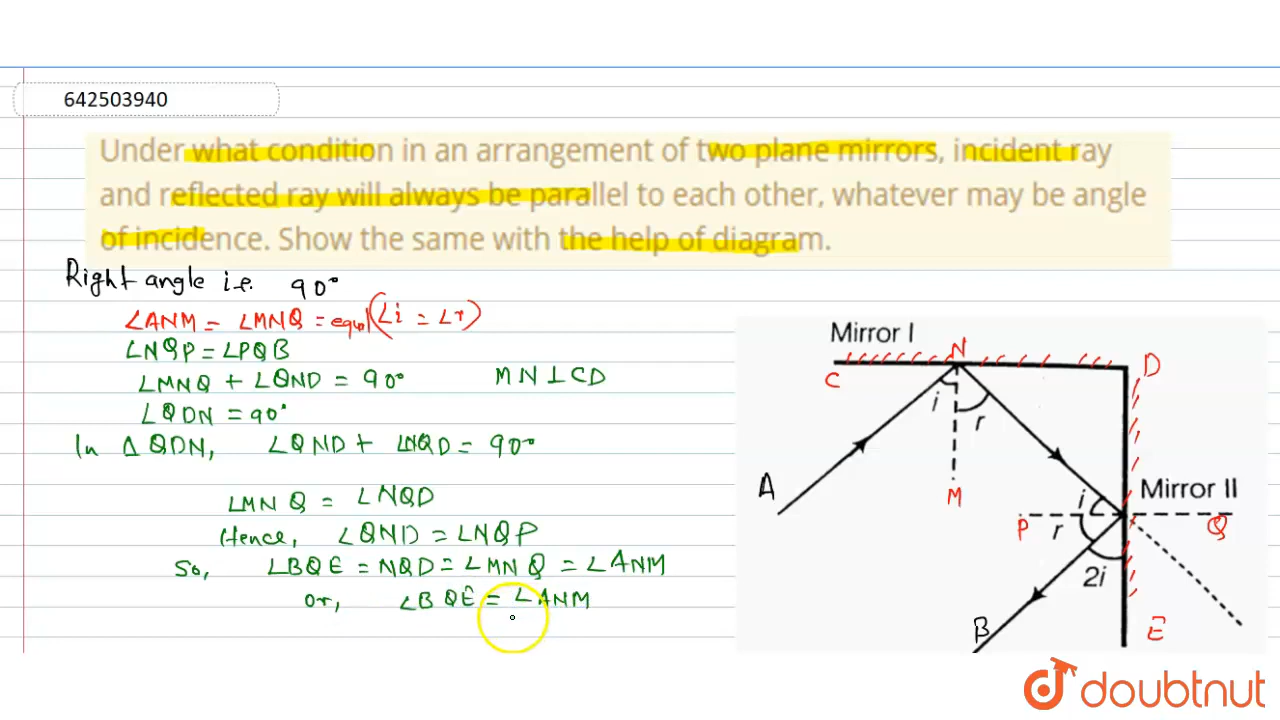 642503940
Under what condition in an arrangement of two plane mirrors, incident ray
and reflected ray will always be parallel to each other, whatever may be angle
of incidence. Show the same with the help of diagram.
Right angle i.e. 90°
∠ANM = ∠MNQ = equal (∠i = ∠r)
∠NQP = ∠PQB
∠MNQ + ∠QND = 90° MN ⊥ CD
∠QDN = 90°
In Δ QDN, ∠QND + ∠NQD = 90°
∠MNQ = ∠NQD
Hence, ∠QND = ∠NQP
So, ∠BQE = NQD = ∠MNQ = ∠ANM
Or, ∠BQE = ∠ANM
Mirror I
N
D
C
i
r
A
M
Mirror II
i
P
r
Q
2i
B
E
doubtnut